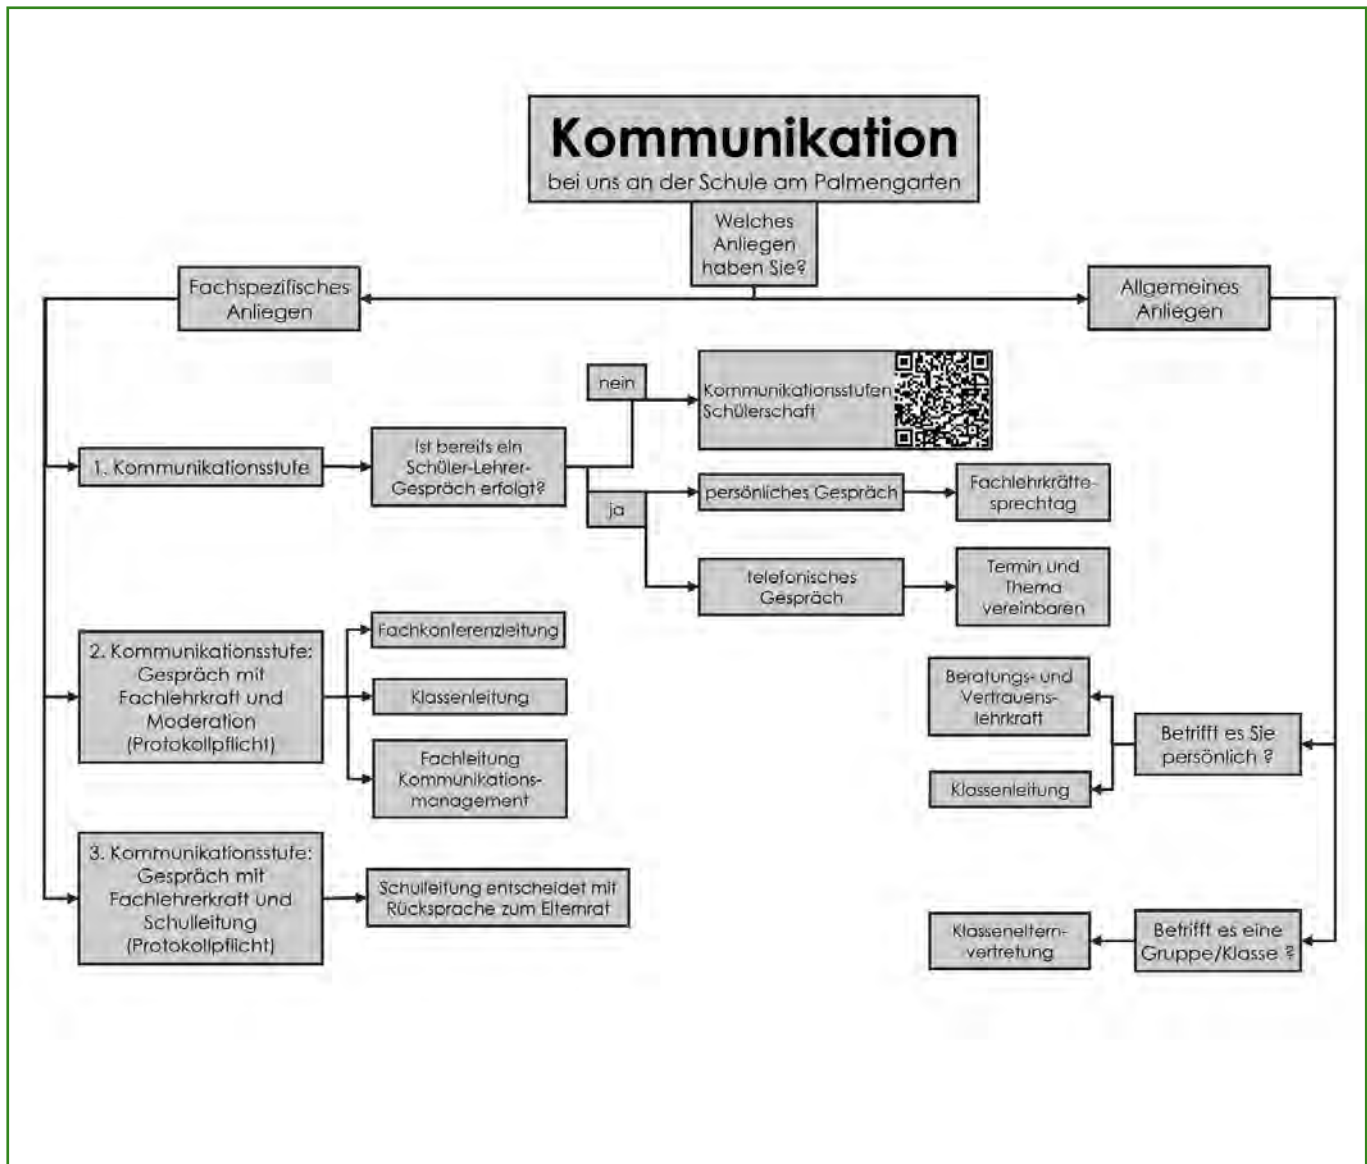 Kommunikation
bei uns an der Schule am Palmengarten
Welches
Anliegen
haben Sie?
Fachspezifisches
Anliegen
Allgemeines
Anliegen
nein
Kommunikationsstufen
Schülerschaft
1. Kommunikationsstufe
Ist bereits ein
Schüler-Lehrer-
Gespräch erfolgt?
ja
persönliches Gespräch
Fachlehrkräfte-
sprechtag
telefonisches
Gespräch
Termin und
Thema
vereinbaren
2. Kommunikationsstufe:
Gespräch mit
Fachlehrkraft und
Moderation
(Protokollpflicht)
Fachkonferenzleitung
Klassenleitung
Fachleitung
Kommunikations-
management
Beratungs- und
Vertrauens-
lehrkraft
Klassenleitung
Betrifft es Sie
persönlich ?
3. Kommunikationsstufe:
Gespräch mit
Fachlehrerkraft und
Schulleitung
(Protokollpflicht)
Schulleitung entscheidet mit
Rücksprache zum Elternrat
Klasseneltern-
vertretung
Betrifft es eine
Gruppe/Klasse ?